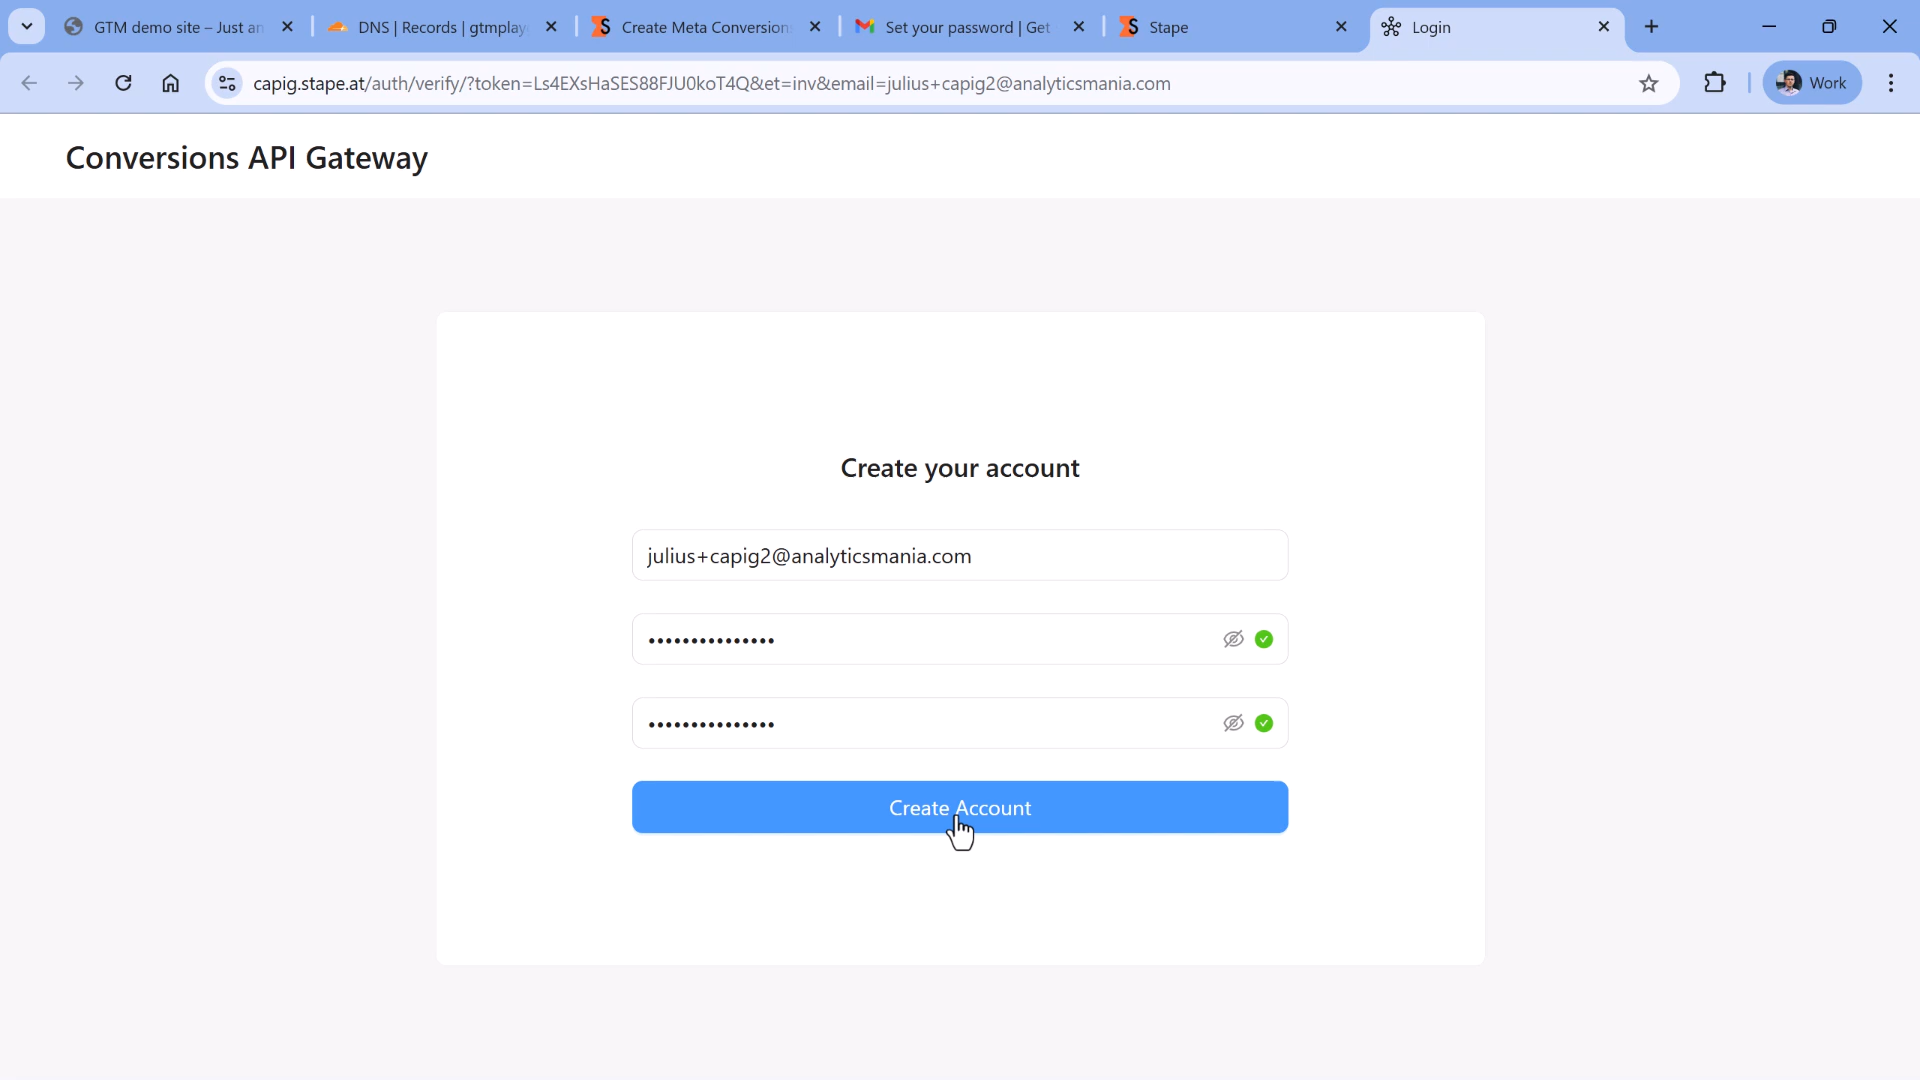 GTM demo site – Just an
DNS | Records | gtmplay
Create Meta Conversion
Set your password | Get
Stape
Login
capig.stape.at/auth/verify/?token=Ls4EXsHaSES88FJU0koT4Q&et=inv&email=julius+capig2@analyticsmania.com
Work
Conversions API Gateway
Create your account
julius+capig2@analyticsmania.com
•••••••••••••••
•••••••••••••••
Create Account